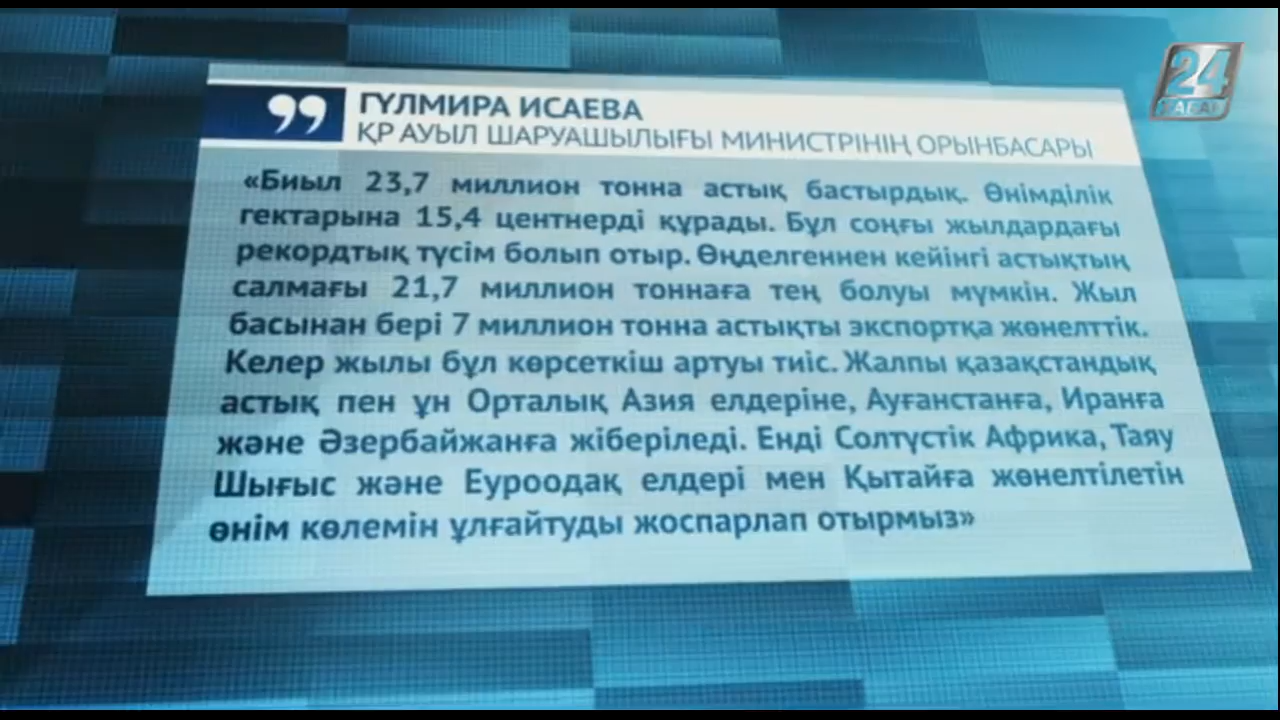 24
ХАБАР
ГҮЛМИРА ИСАЕВА
ҚР АУЫЛ ШАРУАШЫЛЫҒЫ МИНИСТРІНІҢ ОРЫНБАСАРЫ
«Биыл 23,7 миллион тонна астық бастырдық. Өнімділік
гектарына 15,4 центнерді құрады. Бұл соңғы жылдардағы
рекордтық түсім болып отыр. Өңделгеннен кейінгі астықтың
салмағы 21,7 миллион тоннаға тең болуы мүмкін. Жыл
басынан бері 7 миллион тонна астықты экспортқа жөнелттік.
Келер жылы бұл көрсеткіш артуы тиіс. Жалпы қазақстандық
астық пен ұн Орталық Азия елдеріне, Ауғанстанға, Иранға
және Әзербайжанға жіберіледі. Енді Солтүстік Африка, Таяу
Шығыс және Еуроодақ елдері мен Қытайға жөнелтілетін
өнім көлемін ұлғайтуды жоспарлап отырмыз»